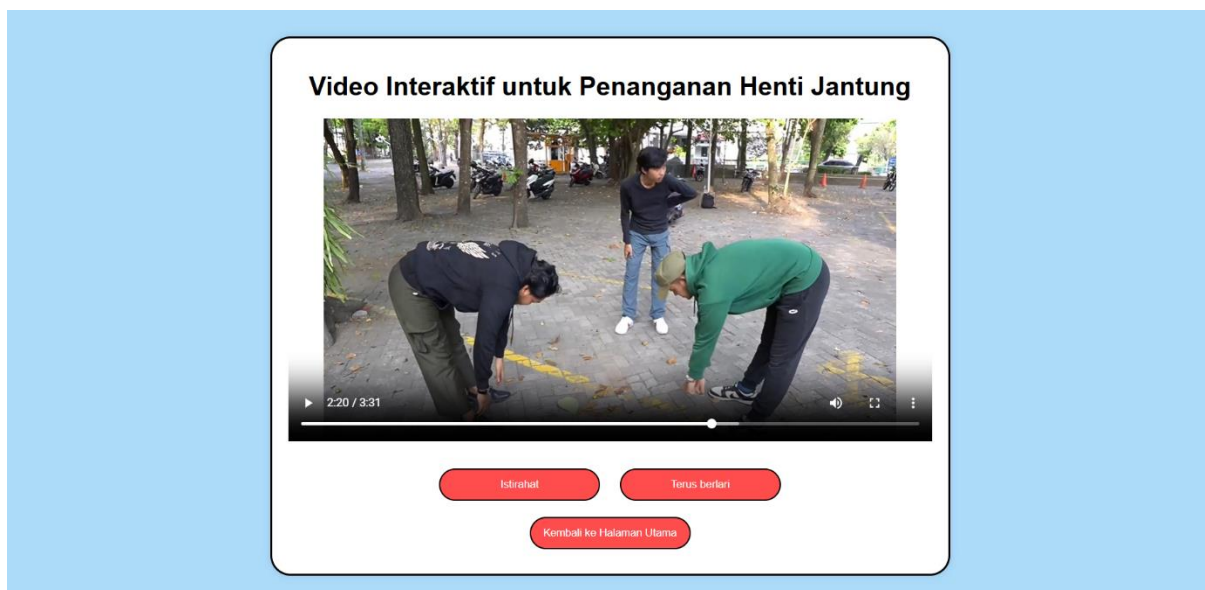 Video Interaktif untuk Penanganan Henti Jantung
2:20 / 3:31
Istirahat
Terus berlari
Kembali ke Halaman Utama